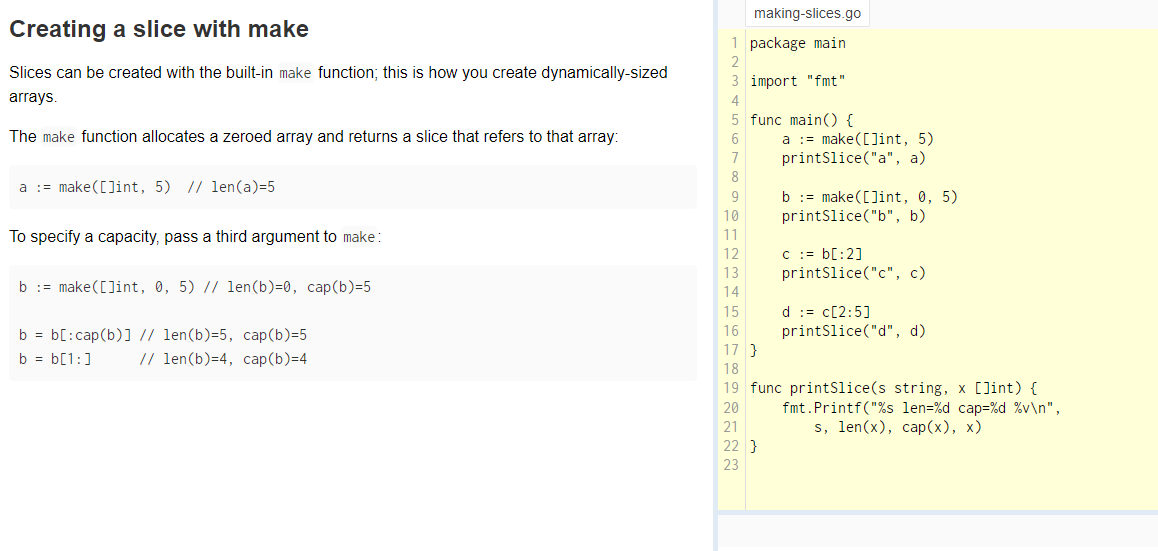 Creating a slice with make
Slices can be created with the built-in make function; this is how you create dynamically-sized
arrays.
The make function allocates a zeroed array and returns a slice that refers to that array:
a := make([]int, 5)  // len(a)=5
To specify a capacity, pass a third argument to make:
b := make([]int, 0, 5) // len(b)=0, cap(b)=5
b = b[:cap(b)] // len(b)=5, cap(b)=5
b = b[1:]      // len(b)=4, cap(b)=4
making-slices.go
1 package main
2
3 import "fmt"
4
5 func main() {
6     a := make([]int, 5)
7     printSlice("a", a)
8
9     b := make([]int, 0, 5)
10     printSlice("b", b)
11
12     c := b[:2]
13     printSlice("c", c)
14
15     d := c[2:5]
16     printSlice("d", d)
17 }
18
19 func printSlice(s string, x []int) {
20     fmt.Printf("%s len=%d cap=%d %v\n",
21         s, len(x), cap(x), x)
22 }
23